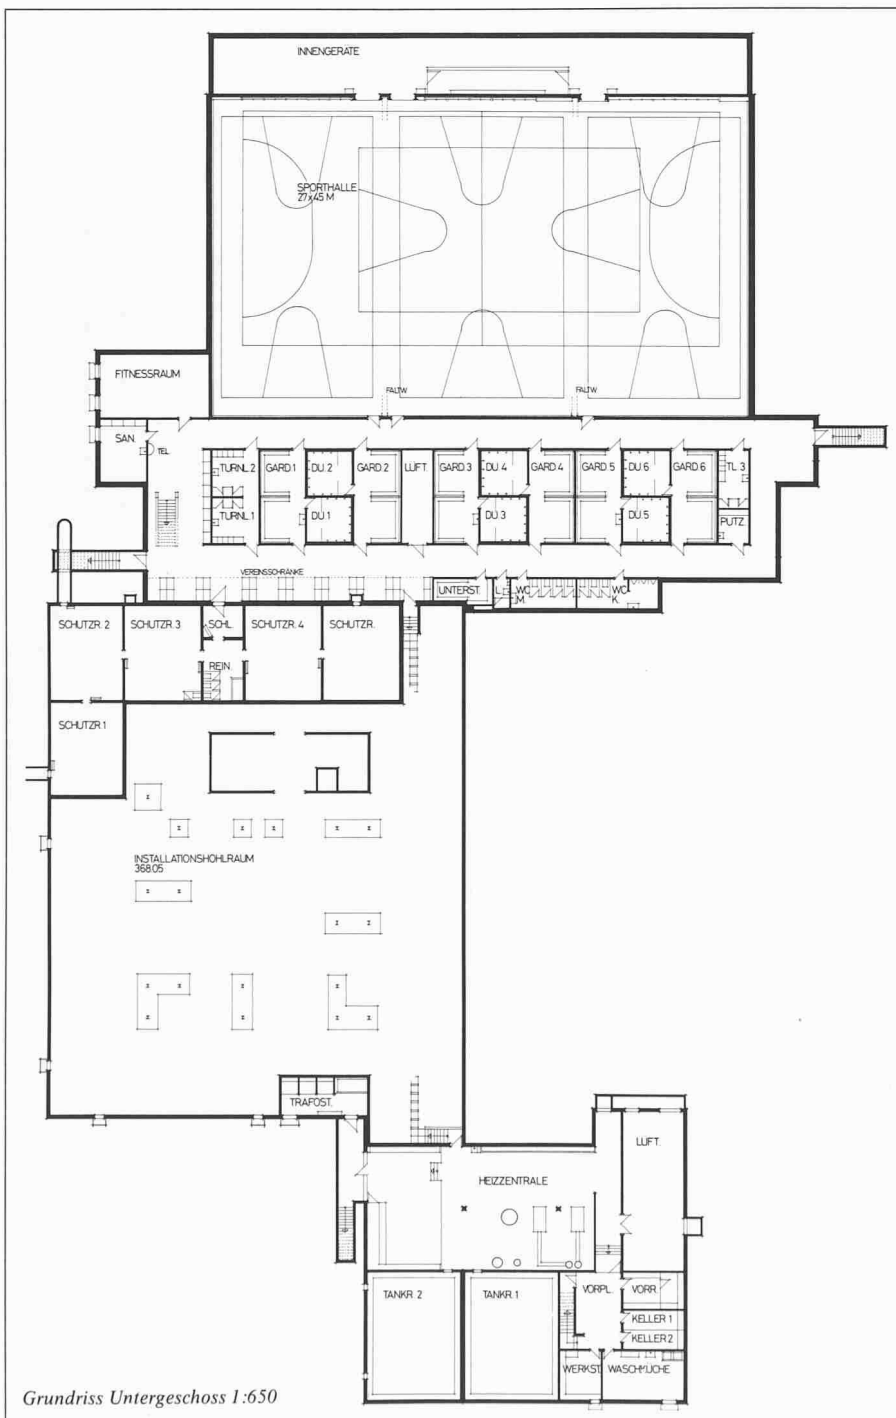 INNENGERÄTE
SPORTHALLE
27x45 M
FITNESSRAUM
FALTW.
FALTW.
SAN.
TEL.
TURNL.2
GARD.1
DU.2
GARD.2
LÜFT.
GARD.3
DU.4
GARD.4
GARD.5
DU.6
GARD.6
TL.3
TURNL.1
DU.1
DU.3
DU.5
PUTZ.
VEREINSSCHRÄNKE
UNTERST.
L.
WC
M.
WC
K.
SCHUTZR. 2
SCHUTZR. 3
SCHL.
SCHUTZR. 4
SCHUTZR.
REIN.
SCHUTZR.1
INSTALLATIONSHOHLRAUM
368.05
TRAFOST.
LUFT.
HEIZZENTRALE
TANKR. 2
TANKR. 1
VORPL.
VORR.
KELLER 1
KELLER 2
WERKST.
WASCHKÜCHE
Grundriss Untergeschoss 1:650